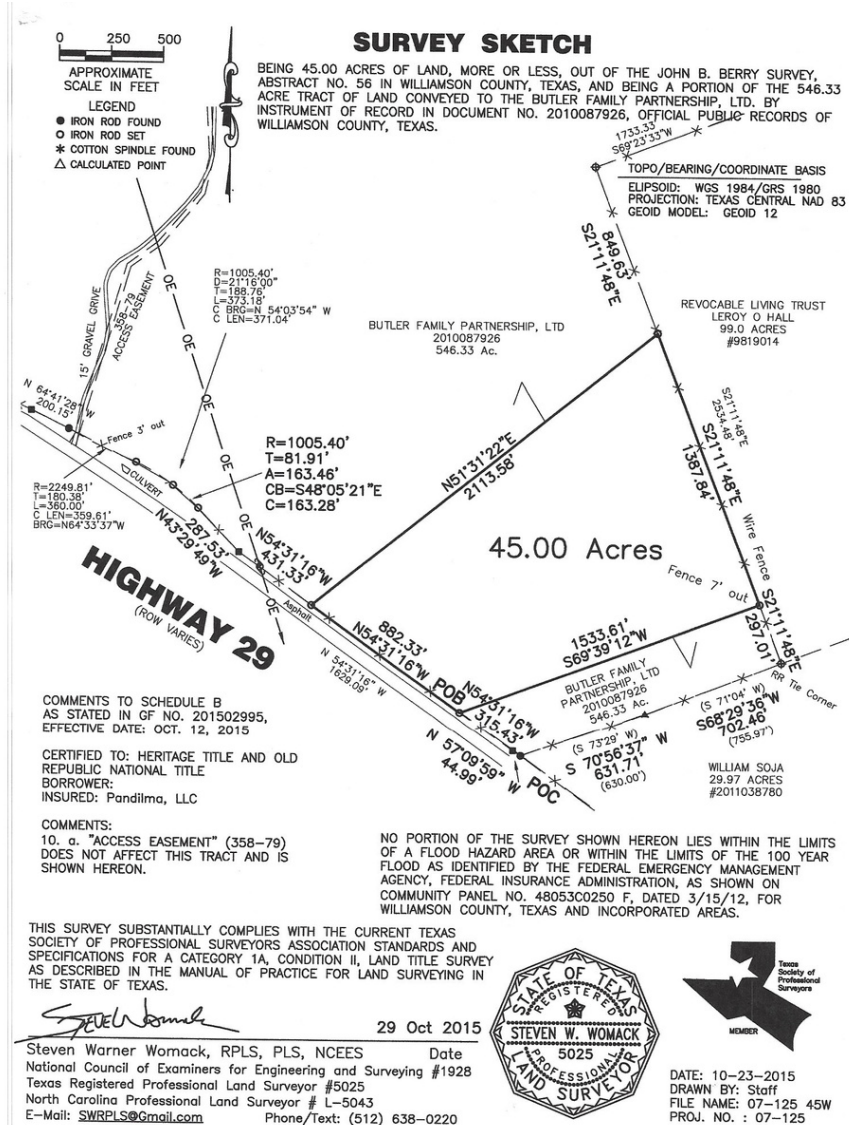 0 250 500
APPROXIMATE
SCALE IN FEET
LEGEND
● IRON ROD FOUND
○ IRON ROD SET
* COTTON SPINDLE FOUND
△ CALCULATED POINT
SURVEY SKETCH
BEING 45.00 ACRES OF LAND, MORE OR LESS, OUT OF THE JOHN B. BERRY SURVEY,
ABSTRACT NO. 56 IN WILLIAMSON COUNTY, TEXAS, AND BEING A PORTION OF THE 546.33
ACRE TRACT OF LAND CONVEYED TO THE BUTLER FAMILY PARTNERSHIP, LTD. BY
INSTRUMENT OF RECORD IN DOCUMENT NO. 2010087926, OFFICIAL PUBLIC RECORDS OF
WILLIAMSON COUNTY, TEXAS.
1733.33'
S69°23'33"W
TOPO/BEARING/COORDINATE BASIS
ELIPSOID: WGS 1984/GRS 1980
PROJECTION: TEXAS CENTRAL NAD 83
GEOID MODEL: GEOID 12
849.63'
S21°11'48"E
OE
OE
OE
OE
OE
OE
OE
15' GRAVEL GRIVE
358-79
ACCESS EASEMENT
R=1005.40'
D=21°16'00"
T=188.76'
L=373.18'
C BRG=N 54°03'54" W
C LEN=371.04'
BUTLER FAMILY PARTNERSHIP, LTD
2010087926
546.33 Ac.
REVOCABLE LIVING TRUST
LEROY O HALL
99.0 ACRES
#9819014
N 64°41'28" W
200.15'
Fence 3' out
CULVERT
R=2249.81'
T=180.38'
L=360.00'
C LEN=359.61'
BRG=N64°33'37"W
R=1005.40'
T=81.91'
A=163.46'
CB=S48°05'21"E
C=163.28'
N51°31'22"E
2113.58'
S21°11'48"E
2534.48'
S21°11'48"E
1387.84'
Wire Fence
45.00 Acres
Fence 7' out
287.53'
N43°29'49"W
N54°31'16"W
431.33'
HIGHWAY 29
(ROW VARIES)
Asphalt
882.33'
N54°31'16"W
N 54°31'16" W
1629.09'
1533.61'
S69°39'12"W
S21°11'48"E
297.01'
RR Tie Corner
BUTLER FAMILY
PARTNERSHIP, LTD
2010087926
546.33 Ac.
POB
N54°31'16"W
315.43'
N 57°09'59" W
44.99'
POC
(S 73°29' W)
S 70°56'37" W
631.71'
(630.00')
(S 71°04' W)
S68°29'36"W
702.46'
(755.97')
WILLIAM SOJA
29.97 ACRES
#2011038780
COMMENTS TO SCHEDULE B
AS STATED IN GF NO. 201502995,
EFFECTIVE DATE: OCT. 12, 2015
CERTIFIED TO: HERITAGE TITLE AND OLD
REPUBLIC NATIONAL TITLE
BORROWER:
INSURED: Pandilma, LLC
COMMENTS:
10. a. "ACCESS EASEMENT" (358-79)
DOES NOT AFFECT THIS TRACT AND IS
SHOWN HEREON.
NO PORTION OF THE SURVEY SHOWN HEREON LIES WITHIN THE LIMITS
OF A FLOOD HAZARD AREA OR WITHIN THE LIMITS OF THE 100 YEAR
FLOOD AS IDENTIFIED BY THE FEDERAL EMERGENCY MANAGEMENT
AGENCY, FEDERAL INSURANCE ADMINISTRATION, AS SHOWN ON
COMMUNITY PANEL NO. 48053C0250 F, DATED 3/15/12, FOR
WILLIAMSON COUNTY, TEXAS AND INCORPORATED AREAS.
THIS SURVEY SUBSTANTIALLY COMPLIES WITH THE CURRENT TEXAS
SOCIETY OF PROFESSIONAL SURVEYORS ASSOCIATION STANDARDS AND
SPECIFICATIONS FOR A CATEGORY 1A, CONDITION II, LAND TITLE SURVEY
AS DESCRIBED IN THE MANUAL OF PRACTICE FOR LAND SURVEYING IN
THE STATE OF TEXAS.
Steve W Womack
29 Oct 2015
Steven Warner Womack, RPLS, PLS, NCEES Date
National Council of Examiners for Engineering and Surveying #1928
Texas Registered Professional Land Surveyor #5025
North Carolina Professional Land Surveyor # L-5043
E-Mail: SWRPLS@Gmail.com Phone/Text: (512) 638-0220
STATE OF TEXAS
REGISTERED
STEVEN W. WOMACK
5025
PROFESSIONAL
LAND SURVEYOR
Texas
Society of
Professional
Surveyors
MEMBER
DATE: 10-23-2015
DRAWN BY: Staff
FILE NAME: 07-125 45W
PROJ. NO. : 07-125